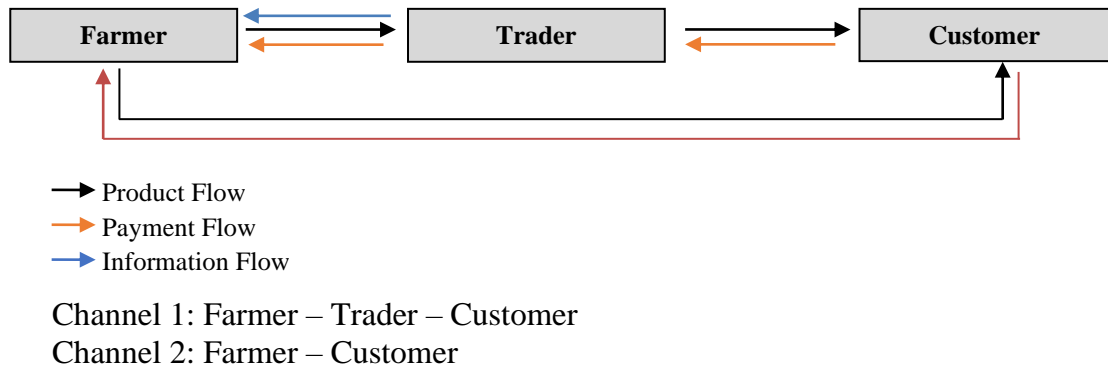 Farmer Trader Customer
Product Flow
Payment Flow
Information Flow
Channel 1: Farmer – Trader – Customer
Channel 2: Farmer – Customer